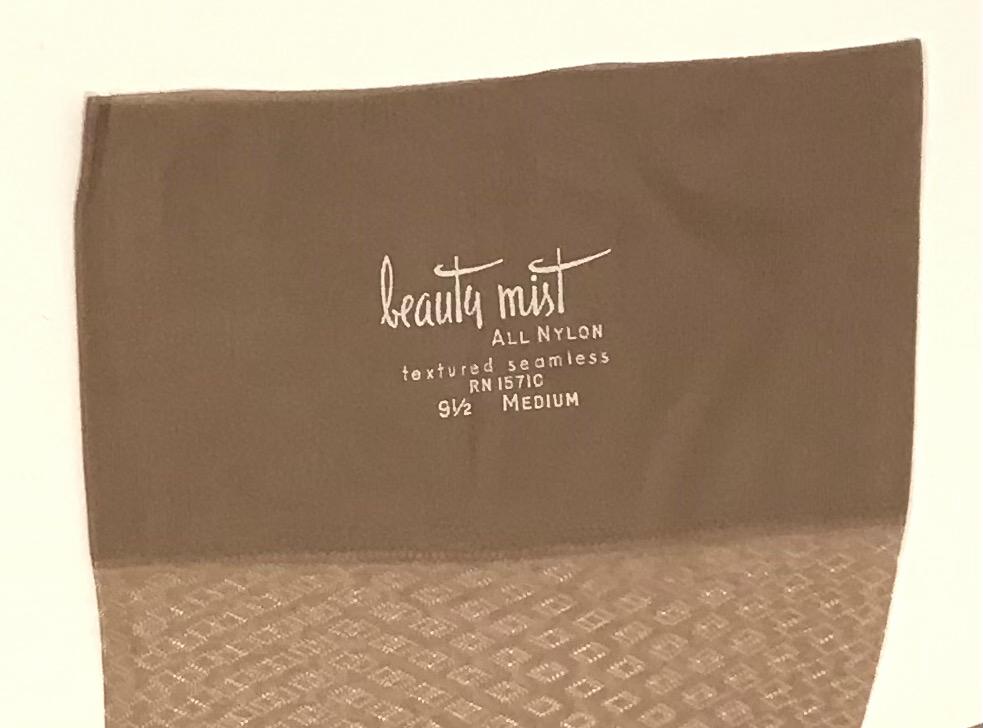 beauty mist
ALL NYLON
textured seamless
RN 15710
9½ MEDIUM